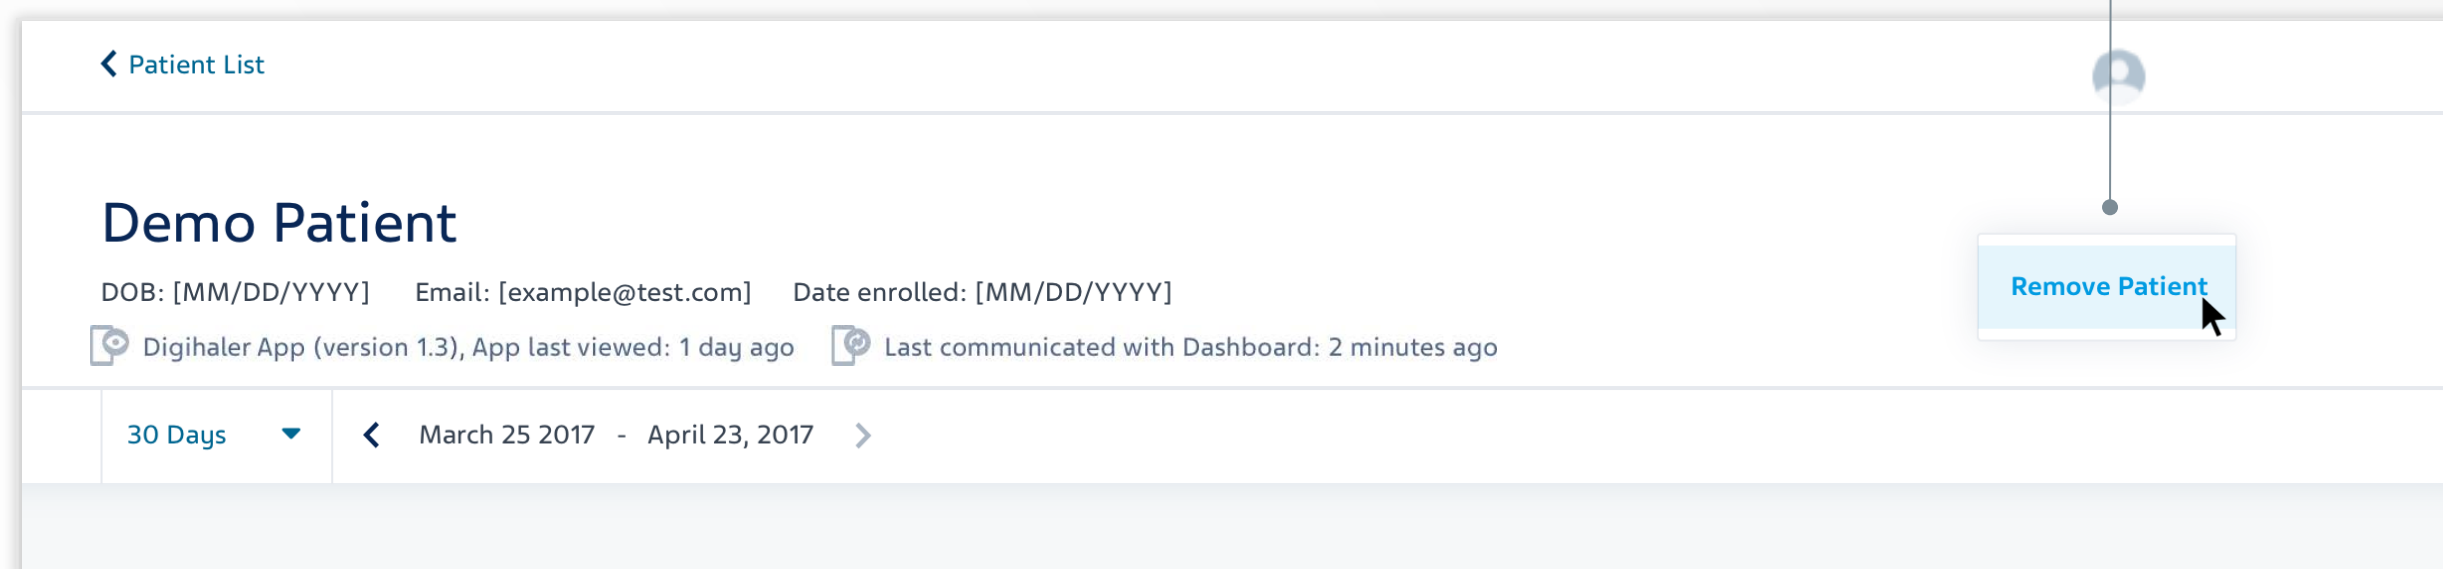 Patient List
Demo Patient
DOB: [MM/DD/YYYY] Email: [example@test.com] Date enrolled: [MM/DD/YYYY]
Remove Patient
Digihaler App (version 1.3), App last viewed: 1 day ago Last communicated with Dashboard: 2 minutes ago
30 Days March 25 2017 - April 23, 2017